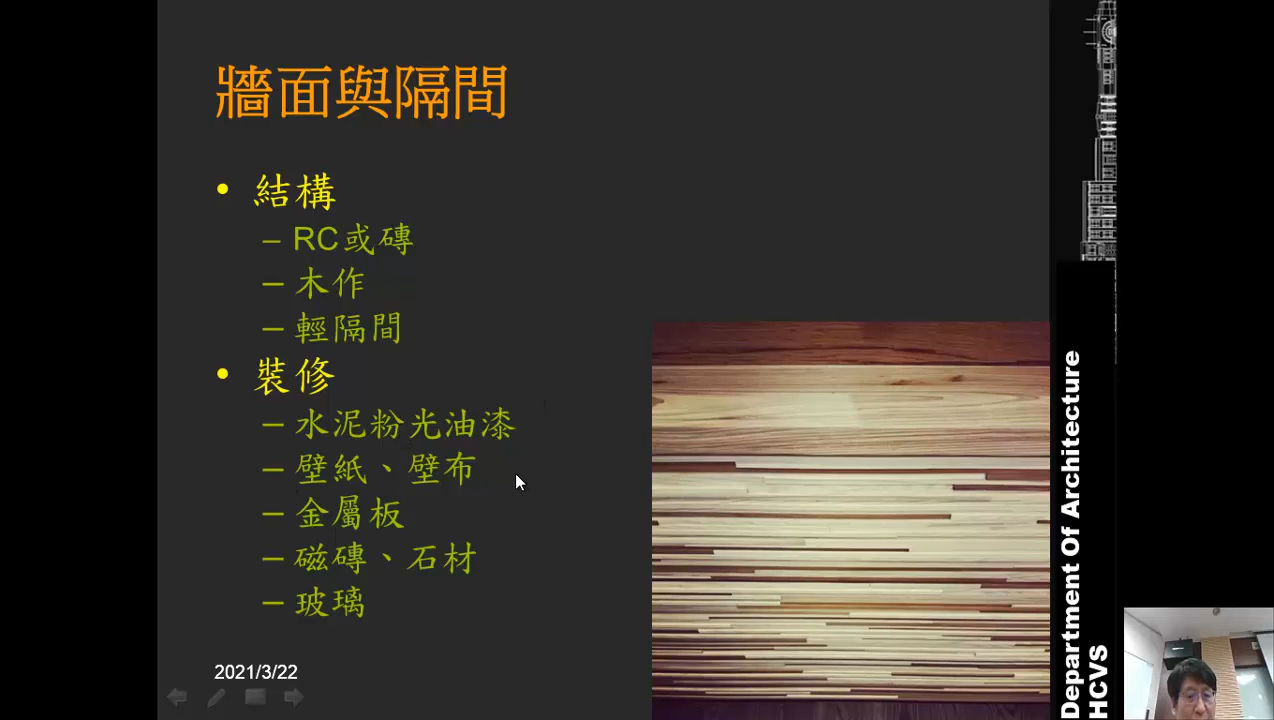 牆面與隔間
• 結構
– RC或磚
– 木作
– 輕隔間
• 裝修
– 水泥粉光油漆
– 壁紙、壁布
– 金屬板
– 磁磚、石材
– 玻璃
2021/3/22
Department Of Architecture
HCVS